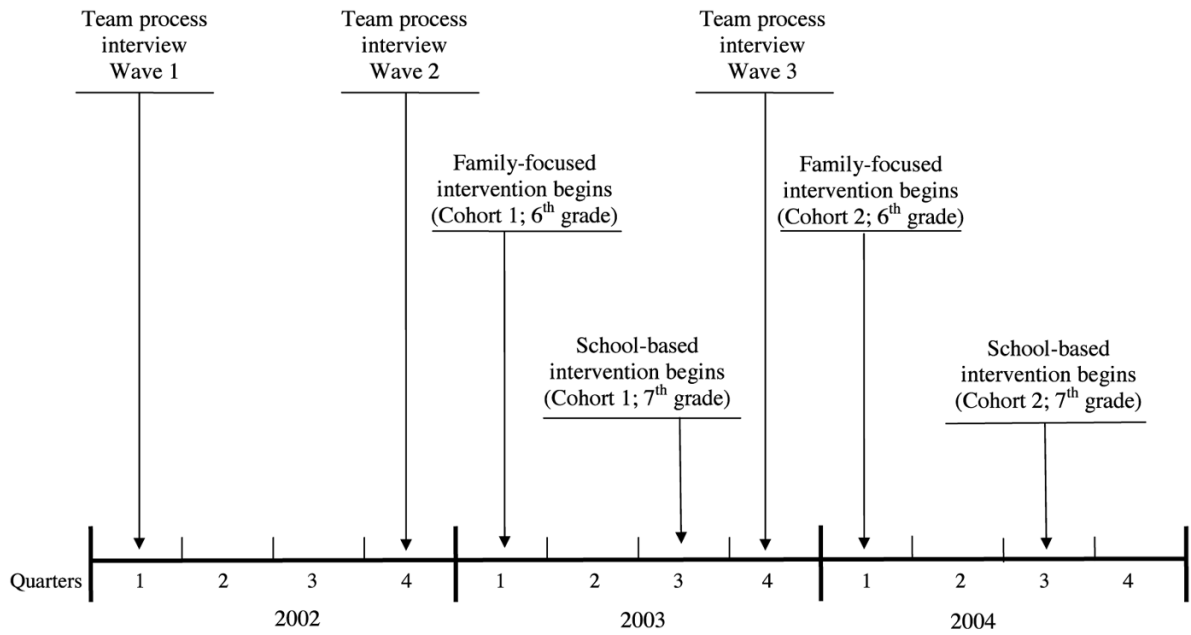 Team process
interview
Wave 1
Team process
interview
Wave 2
Team process
interview
Wave 3
Family-focused
intervention begins
(Cohort 1; 6th grade)
Family-focused
intervention begins
(Cohort 2; 6th grade)
School-based
intervention begins
(Cohort 1; 7th grade)
School-based
intervention begins
(Cohort 2; 7th grade)
Quarters 1 2 3 4 1 2 3 4 1 2 3 4
2002 2003 2004